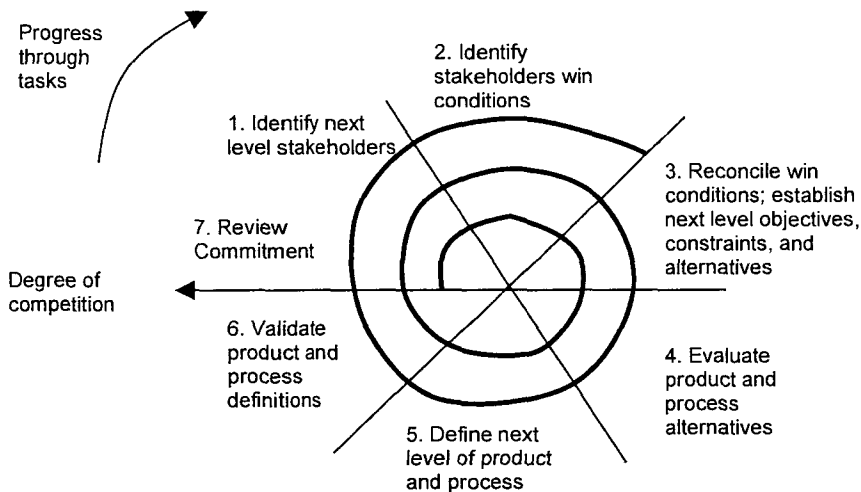 Progress
through
tasks
2. Identify
stakeholders win
conditions
1. Identify next
level stakeholders
3. Reconcile win
conditions; establish
next level objectives,
constraints, and
alternatives
7. Review
Commitment
Degree of
competition
6. Validate
product and
process
definitions
4. Evaluate
product and
process
alternatives
5. Define next
level of product
and process